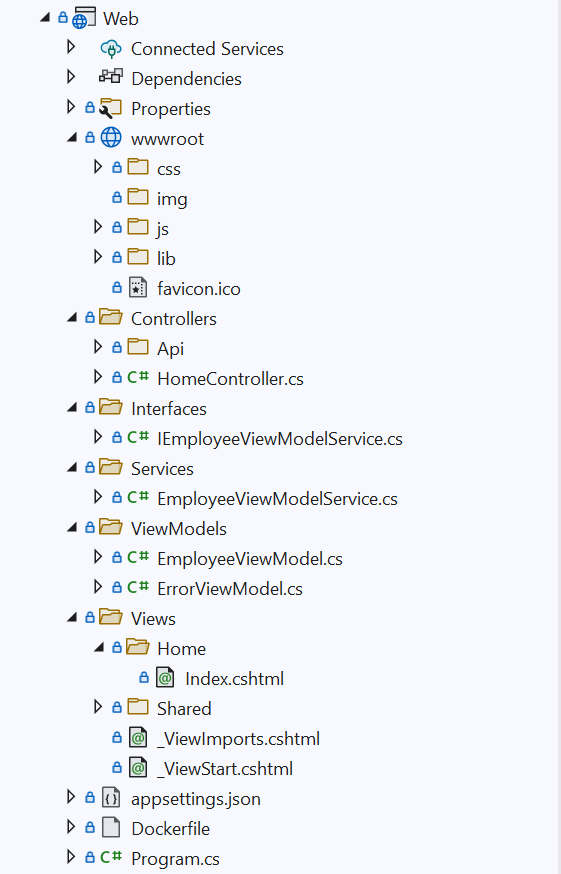 Web
Connected Services
Dependencies
Properties
wwwroot
css
img
js
lib
favicon.ico
Controllers
Api
C# HomeController.cs
Interfaces
C# IEmployeeViewModelService.cs
Services
C# EmployeeViewModelService.cs
ViewModels
C# EmployeeViewModel.cs
C# ErrorViewModel.cs
Views
Home
@ Index.cshtml
Shared
@ _ViewImports.cshtml
@ _ViewStart.cshtml
{ } appsettings.json
Dockerfile
C# Program.cs